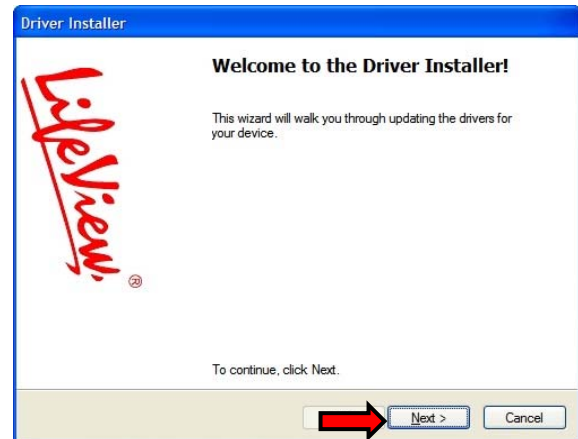 Driver Installer
Welcome to the Driver Installer!
This wizard will walk you through updating the drivers for
your device.
LifeView®
To continue, click Next.
Next >
Cancel